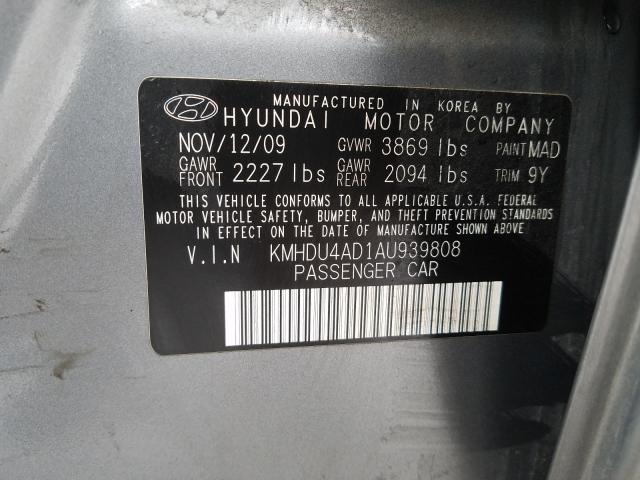 MANUFACTURED IN KOREA BY
HYUNDAI MOTOR COMPANY
NOV/12/09 GVWR 3869 lbs PAINT MAD
GAWR FRONT 2227 lbs GAWR REAR 2094 lbs TRIM 9Y
THIS VEHICLE CONFORMS TO ALL APPLICABLE U.S.A. FEDERAL
MOTOR VEHICLE SAFETY, BUMPER, AND THEFT PREVENTION STANDARDS
IN EFFECT ON THE DATE OF MANUFACTURE SHOWN ABOVE.
V.I.N KMHDU4AD1AU939808
PASSENGER CAR